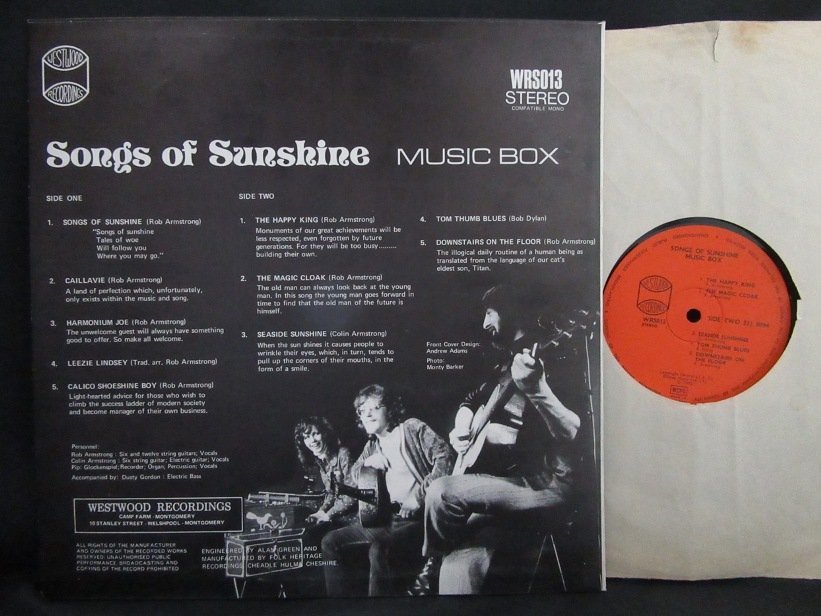 WESTWOOD
RECORDINGS
WRS013
STEREO
COMPATIBLE MONO
Songs of Sunshine MUSIC BOX
SIDE ONE
1. SONGS OF SUNSHINE (Rob Armstrong)
"Songs of sunshine
Tales of woe
Will follow you
Where you may go."
2. CAILLAVIE (Rob Armstrong)
A land of perfection which, unfortunately,
only exists within the music and song.
3. HARMONIUM JOE (Rob Armstrong)
The unwelcome guest will always have something
good to offer. So make all welcome.
4. LEEZIE LINDSEY (Trad. arr. Rob Armstrong)
5. CALICO SHOESHINE BOY (Rob Armstrong)
Light-hearted advice for those who wish to
climb the success ladder of modern society
and become manager of their own business.
SIDE TWO
1. THE HAPPY KING (Rob Armstrong)
Monuments of our great achievements will be
less respected, even forgotten by future
generations. For they will be too busy.........
building their own.
2. THE MAGIC CLOAK (Rob Armstrong)
The old man can always look back at the young
man. In this song the young man goes forward in
time to find that the old man of the future is
himself.
3. SEASIDE SUNSHINE (Colin Armstrong)
When the sun shines it causes people to
wrinkle their eyes, which, in turn, tends to
pull up the corners of their mouths, in the
form of a smile.
4. TOM THUMB BLUES (Bob Dylan)
5. DOWNSTAIRS ON THE FLOOR (Rob Armstrong)
The illogical daily routine of a human being as
translated from the language of our cat's
eldest son, Titan.
Front Cover Design:
Andrew Adams
Photo:
Monty Barker
Personnel:
Rob Armstrong : Six and twelve string guitars; Vocals
Colin Armstrong : Six string guitar; Electric guitar; Vocals
Pip: Glockenspiel; Recorder; Organ; Percussion; Vocals
Accompanied by: Dusty Gordon : Electric Bass
WESTWOOD RECORDINGS
CAMP FARM - MONTGOMERY
10 STANLEY STREET - WELSHPOOL - MONTGOMERY
ALL RIGHTS OF THE MANUFACTURER
AND OWNERS OF THE RECORDED WORKS
RESERVED UNAUTHORISED PUBLIC
PERFORMANCE, BROADCASTING AND
COPYING OF THE RECORD PROHIBITED
ENGINEERED BY ALAN GREEN AND
MANUFACTURED BY FOLK HERITAGE
RECORDINGS CHEADLE HULME CHESHIRE.
SONGS OF SUNSHINE
MUSIC BOX
WESTWOOD
RECORDINGS
WRS013
STEREO
1. THE HAPPY KING
2. THE MAGIC CLOAK
SIDE TWO 33⅓ RPM
3. SEASIDE SUNSHINE
TOM THUMB BLUES
DOWNSTAIRS ON
THE FLOOR